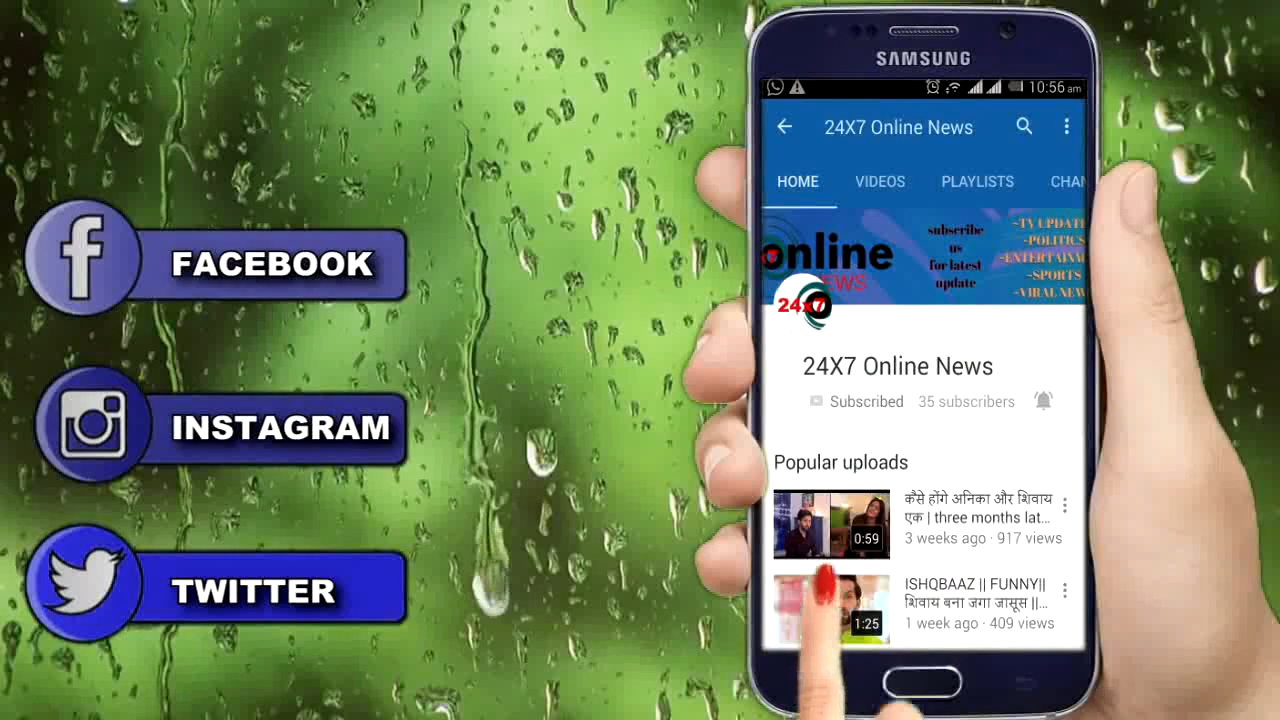 SAMSUNG
10:56 am
24X7 Online News
HOME VIDEOS PLAYLISTS CHAN
online
EWS
subscribe
us
for latest
update
~TV UPDATE
~POLITICS
~ENTERTAINM
~SPORTS
~VIRAL NEW
24x7
24X7 Online News
Subscribed 35 subscribers
Popular uploads
कैसे होंगे अनिका और शिवाय
एक | three months lat...
3 weeks ago · 917 views
0:59
ISHQBAAZ || FUNNY||
शिवाय बना जगा जासूस ||...
1 week ago · 409 views
1:25
FACEBOOK
INSTAGRAM
TWITTER